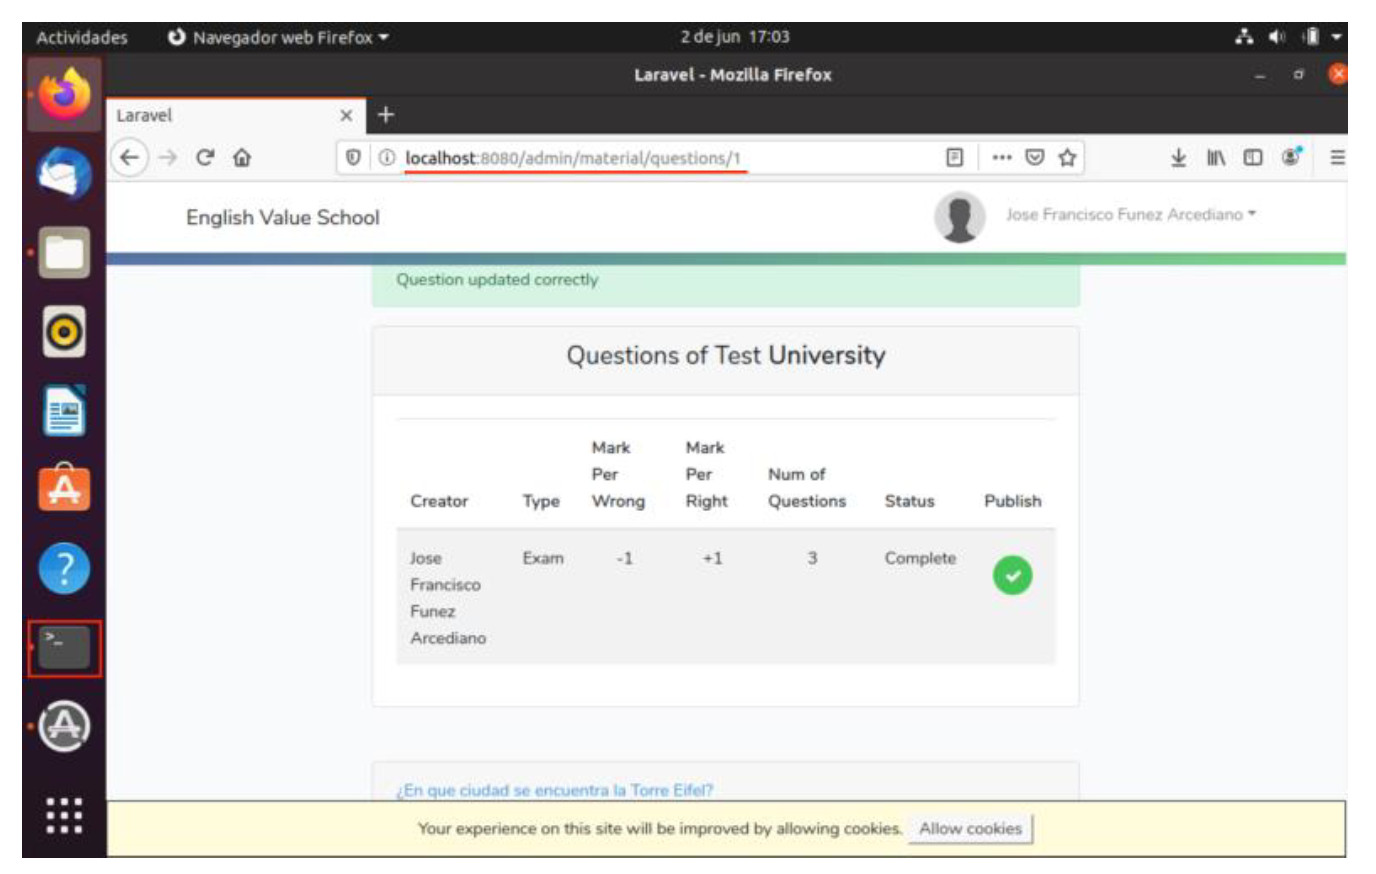 Actividades Navegador web Firefox 2 de jun 17:03
Laravel - Mozilla Firefox
Laravel
localhost:8080/admin/material/questions/1
English Value School Jose Francisco Funez Arcediano
Question updated correctly
Questions of Test University
Creator Type Mark Per Wrong Mark Per Right Num of Questions Status Publish
Jose Francisco Funez Arcediano Exam -1 +1 3 Complete
¿En que ciudad se encuentra la Torre Eifel?
Your experience on this site will be improved by allowing cookies. Allow cookies